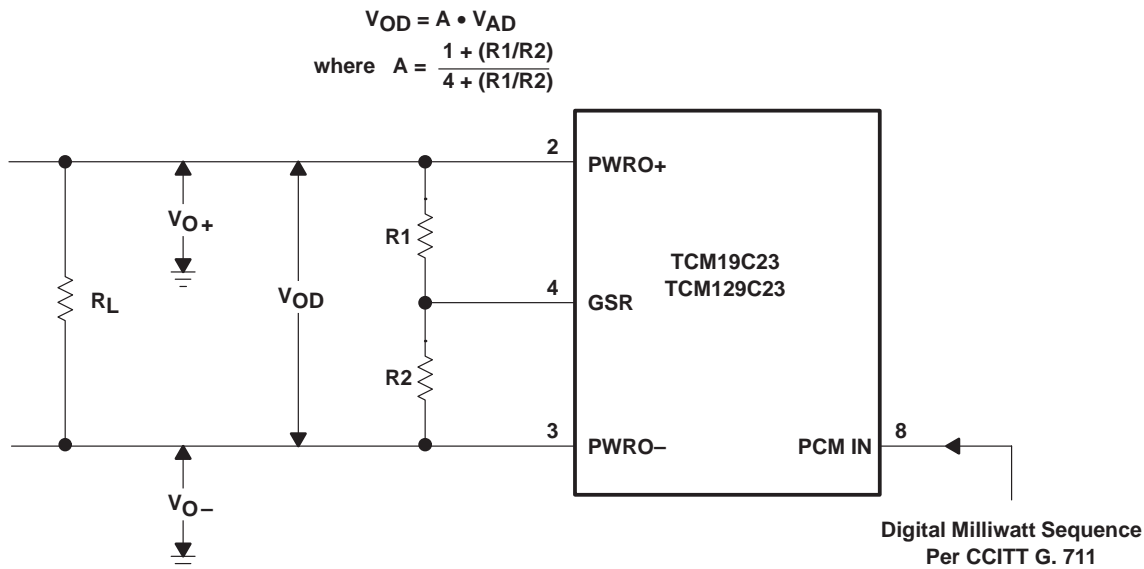 VOD = A • VAD
where A = 1 + (R1/R2)
4 + (R1/R2)
2
PWRO+
VO+
R1
TCM19C23
TCM129C23
RL
VOD
4
GSR
R2
3
PWRO–
PCM IN
8
VO–
Digital Milliwatt Sequence
Per CCITT G. 711